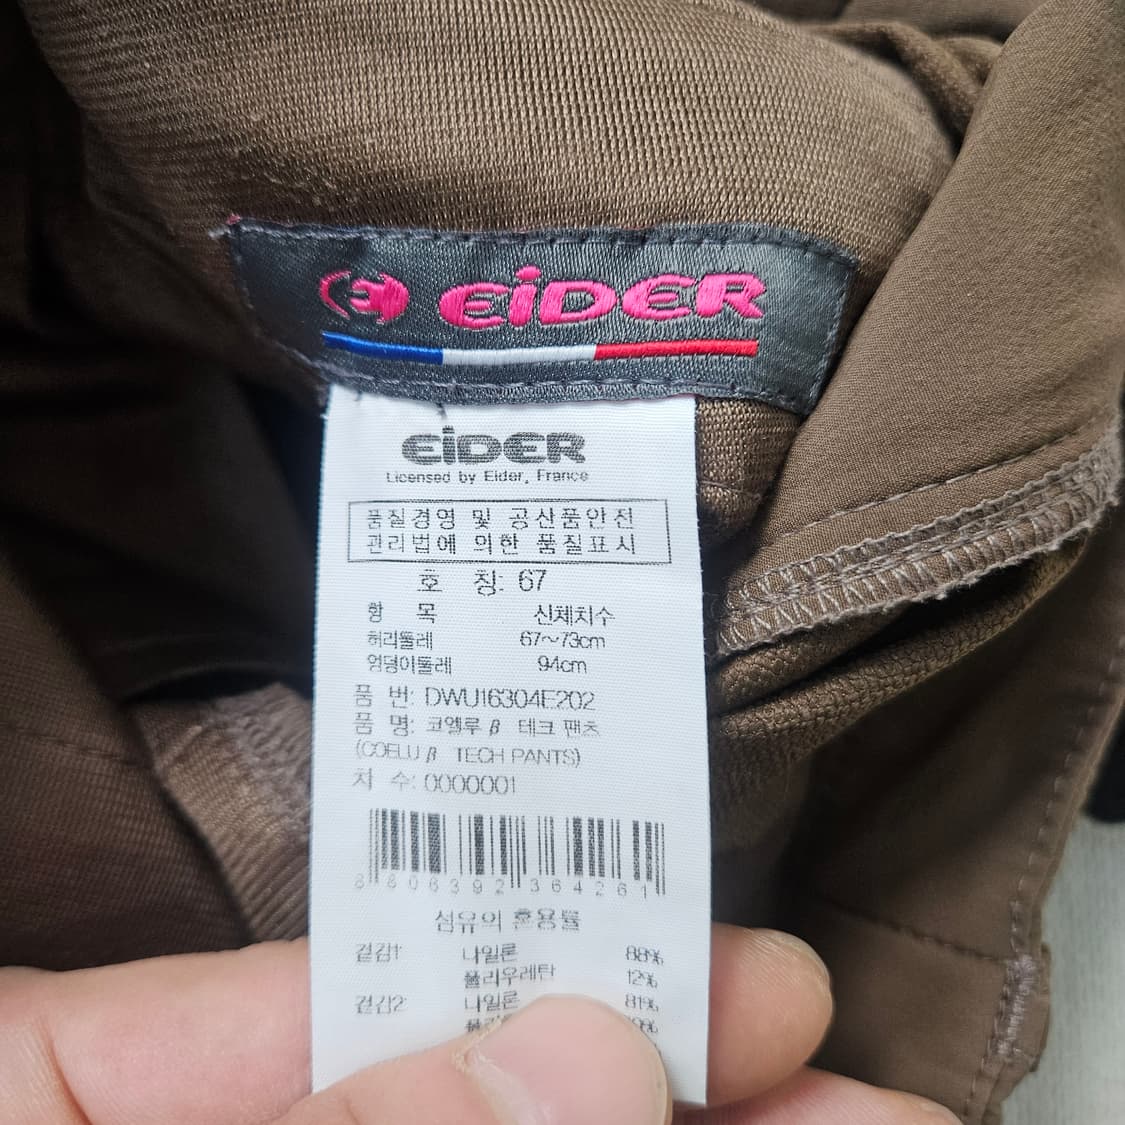 EiDER
EiDER
Licensed by Eider, France
품질경영 및 공산품안전
관리법에 의한 품질표시
호 칭: 67
항 목 신체치수
허리둘레 67~73cm
엉덩이둘레 94cm
품 번: DWU16304E202
품 명: 코엘루 β 테크 팬츠
(COELU β TECH PANTS)
차 수: 0000001
8 806392 364261
섬유의 혼용률
겉감1: 나일론 88%
폴리우레탄 12%
겉감2: 나일론 81%